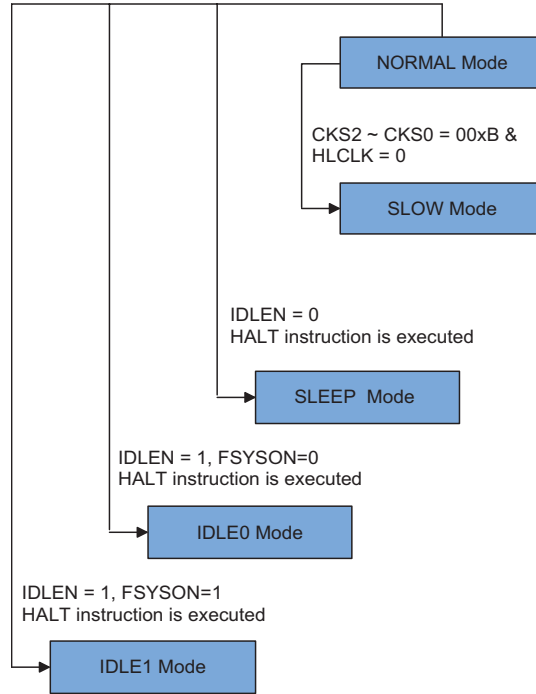 NORMAL Mode
CKS2 ~ CKS0 = 00xB &
HLCLK = 0
SLOW Mode
IDLEN = 0
HALT instruction is executed
SLEEP Mode
IDLEN = 1, FSYSON=0
HALT instruction is executed
IDLE0 Mode
IDLEN = 1, FSYSON=1
HALT instruction is executed
IDLE1 Mode